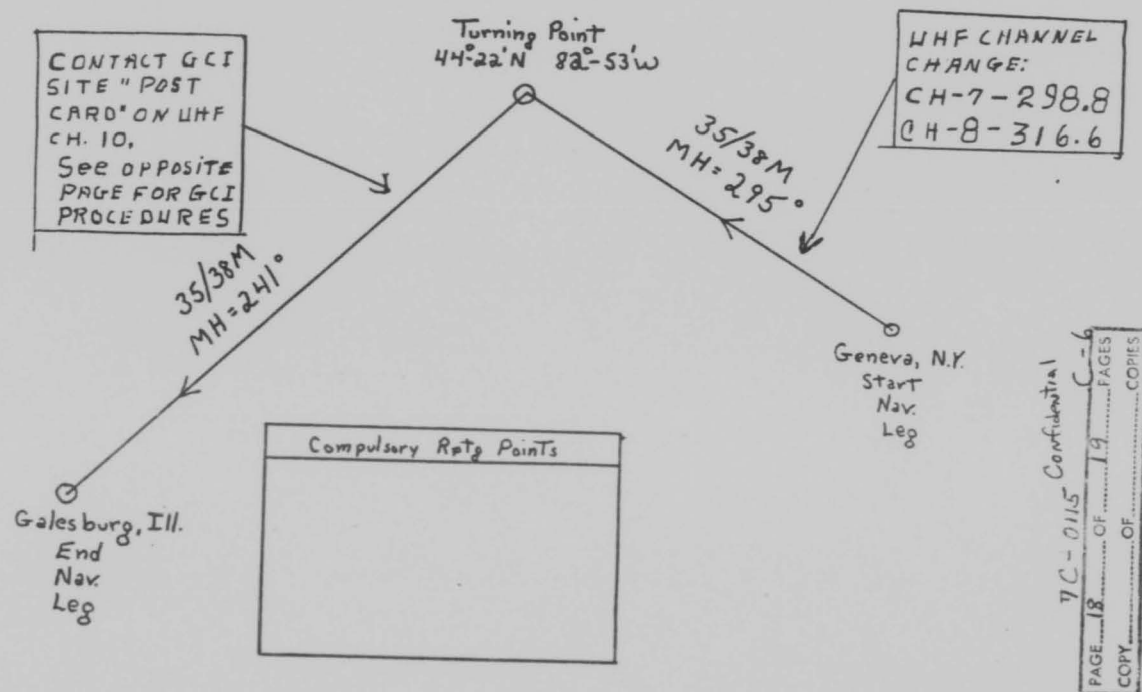 CONTACT GCI
SITE "POST
CARD" ON UHF
CH. 10.
See OPPOSITE
PAGE FOR GCI
PROCEDURES
Turning Point
44°-22'N 82°-53'W
UHF CHANNEL
CHANGE:
CH-7-298.8
CH-8-316.6
35/38M
MH=295°
35/38M
MH=241°
Geneva, N.Y.
Start
Nav.
Leg
Compulsory Rptg Points
Galesburg, Ill.
End
Nav.
Leg
7C-0115 Confidential C-6
PAGE 18 OF 19 PAGES
COPY OF COPIES